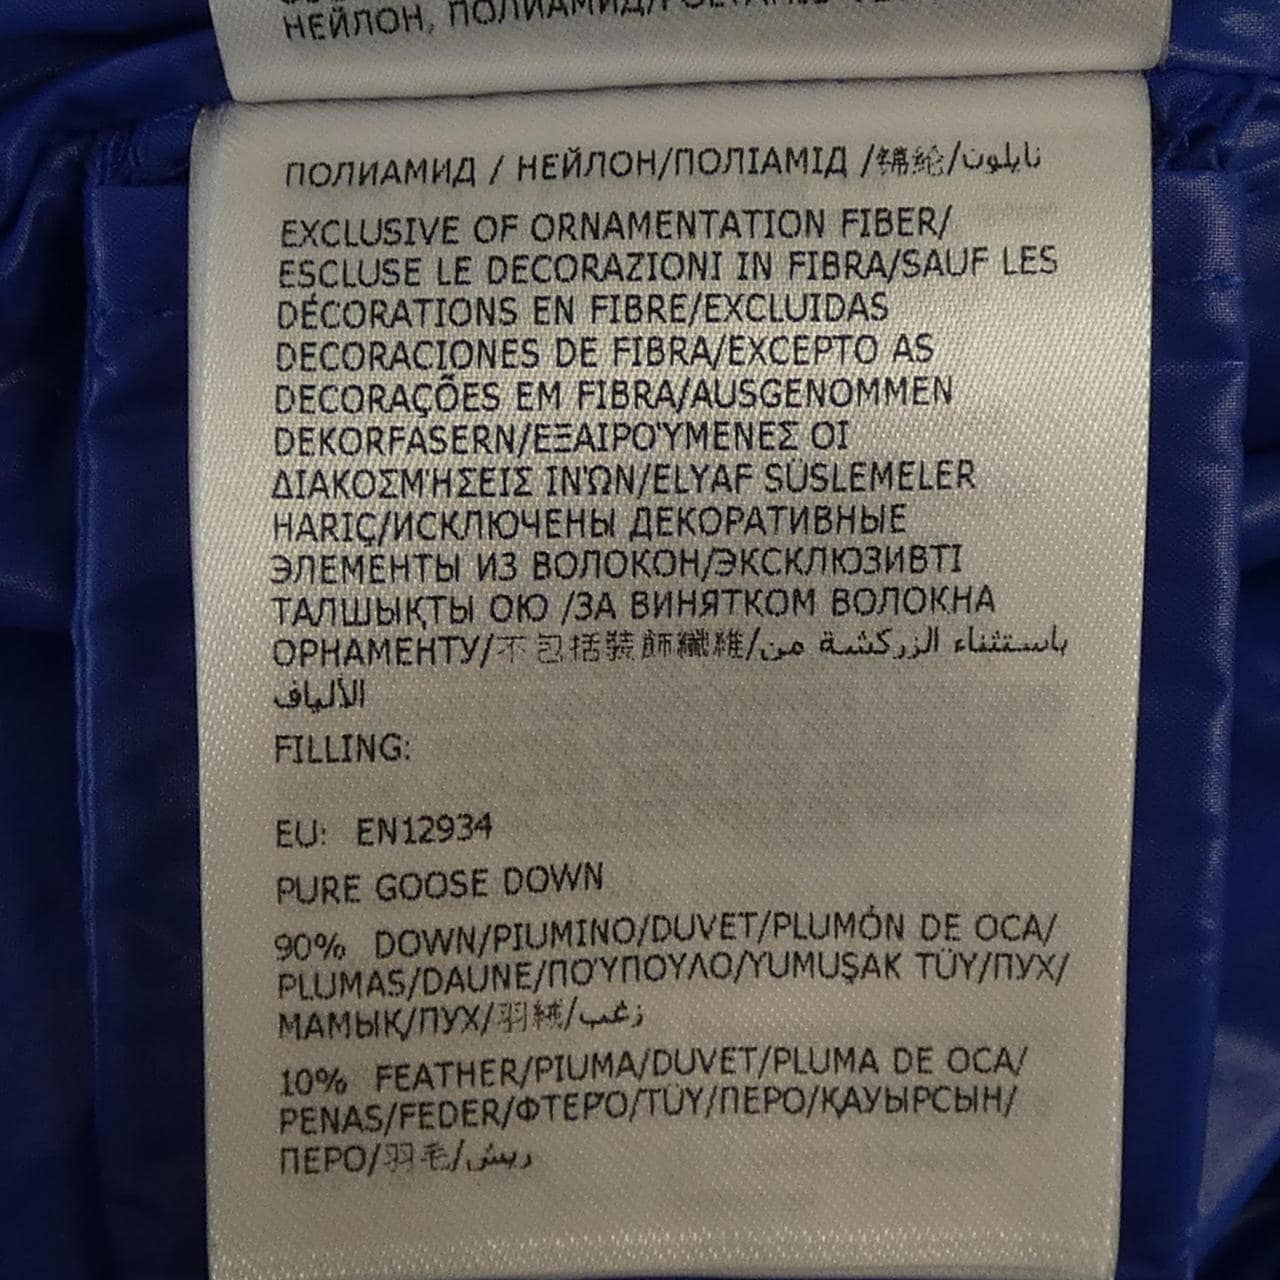 НЕЙЛОН, ПОЛИАМИД/
ПОЛИАМИД / НЕЙЛОН/ПОЛІАМІД /锦纶/نايلون
EXCLUSIVE OF ORNAMENTATION FIBER/
ESCLUSE LE DECORAZIONI IN FIBRA/SAUF LES
DÉCORATIONS EN FIBRE/EXCLUIDAS
DECORACIONES DE FIBRA/EXCEPTO AS
DECORAÇÕES EM FIBRA/AUSGENOMMEN
DEKORFASERN/ΕΞΑΙΡΟΎΜΕΝΕΣ ΟΙ
ΔΙΑΚΟΣΜΉΣΕΙΣ ΙΝΏΝ/ELYAF SÜSLEMELER
HARIÇ/ИСКЛЮЧЕНЫ ДЕКОРАТИВНЫЕ
ЭЛЕМЕНТЫ ИЗ ВОЛОКОН/ЭКСКЛЮЗИВТІ
ТАЛШЫҚТЫ ОЮ /ЗА ВИНЯТКОМ ВОЛОКНА
ОРНАМЕНТУ/不包括裝飾纖維/باستثناء الزركشة من
الألياف
FILLING:
EU: EN12934
PURE GOOSE DOWN
90% DOWN/PIUMINO/DUVET/PLUMÓN DE OCA/
PLUMAS/DAUNE/ΠΟΎΠΟΥΛΟ/YUMUŞAK TÜY/ПУХ/
МАМЫҚ/ПУХ/羽絨/زغب
10% FEATHER/PIUMA/DUVET/PLUMA DE OCA/
PENAS/FEDER/ΦΤΕΡΌ/TÜY/ПЕРО/ҚАУЫРСЫН/
ПЕРО/羽毛/ريش